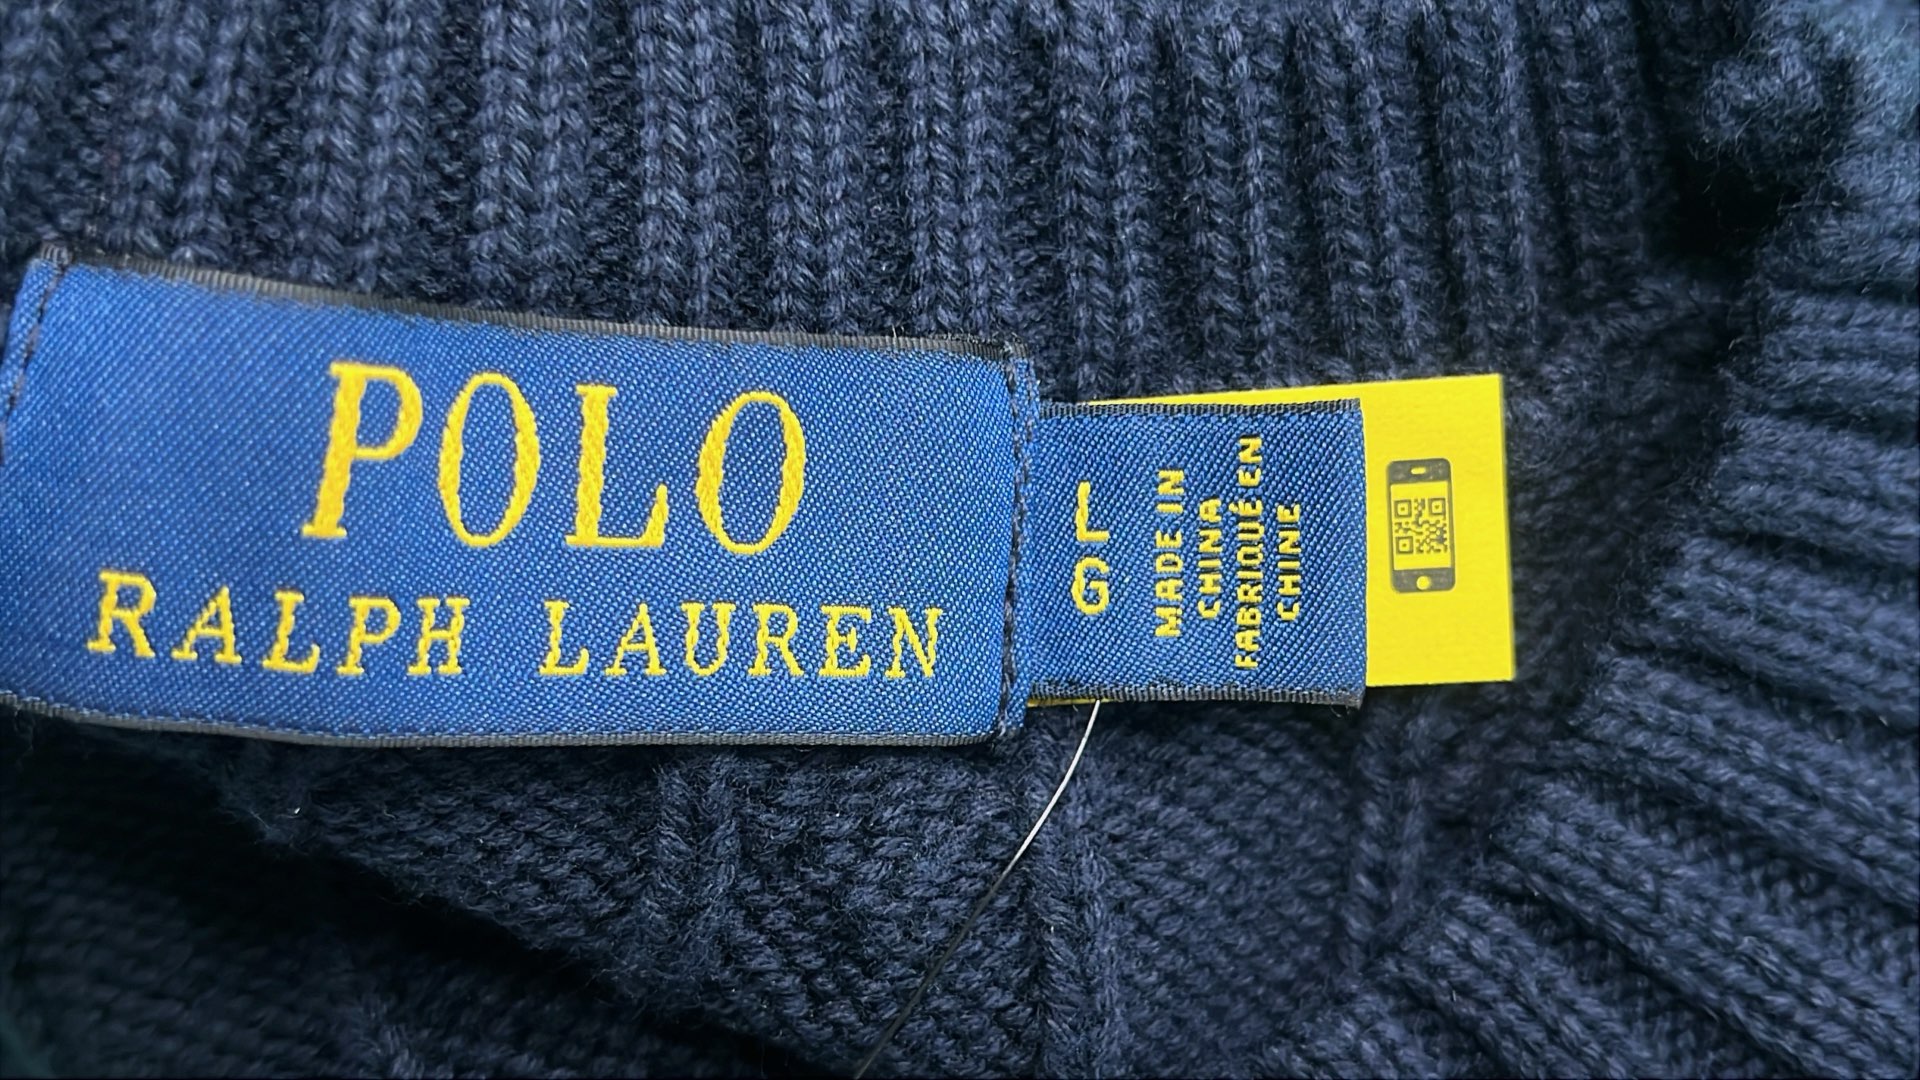 POLO
RALPH LAUREN
L
G
MADE IN
CHINA
FABRIQUÉ EN
CHINE